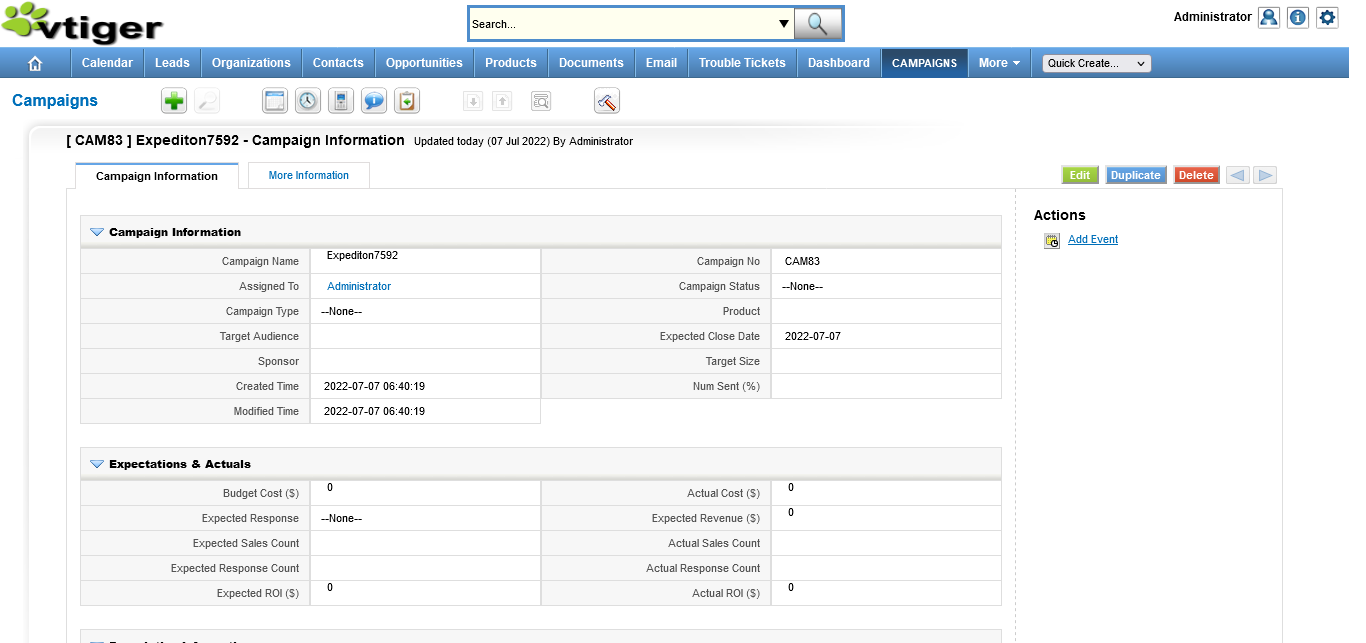 vtiger
Search...
Administrator
Calendar Leads Organizations Contacts Opportunities Products Documents Email Trouble Tickets Dashboard CAMPAIGNS More Quick Create...
Campaigns
[ CAM83 ] Expediton7592 - Campaign Information Updated today (07 Jul 2022) By Administrator
Campaign Information More Information Edit Duplicate Delete
Actions
Add Event
Campaign Information
Campaign Name Expediton7592 Campaign No CAM83
Assigned To Administrator Campaign Status --None--
Campaign Type --None-- Product
Target Audience Expected Close Date 2022-07-07
Sponsor Target Size
Created Time 2022-07-07 06:40:19 Num Sent (%)
Modified Time 2022-07-07 06:40:19
Expectations & Actuals
Budget Cost ($) 0 Actual Cost ($) 0
Expected Response --None-- Expected Revenue ($) 0
Expected Sales Count Actual Sales Count
Expected Response Count Actual Response Count
Expected ROI ($) 0 Actual ROI ($) 0